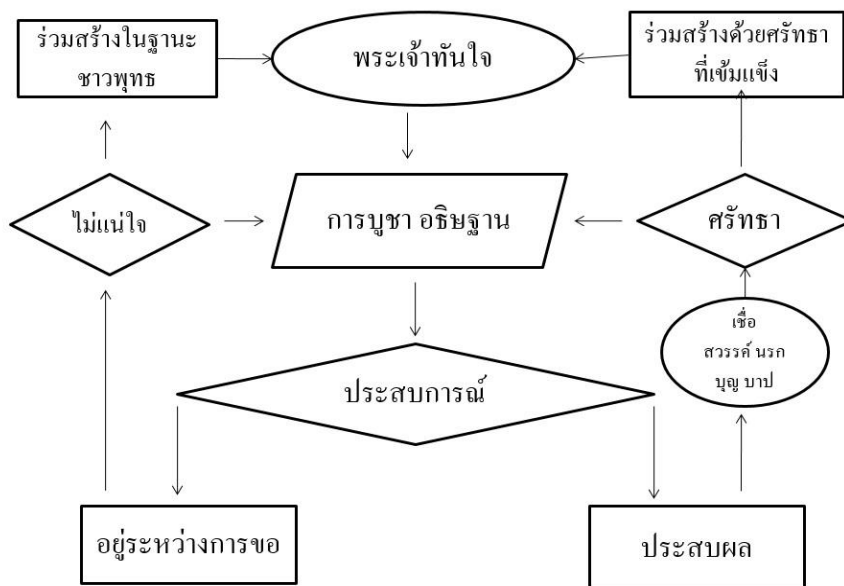 ร่วมสร้างในฐานะ
ชาวพุทธ
พระเจ้าทันใจ
ร่วมสร้างด้วยศรัทธา
ที่เข้มแข็ง
ไม่แน่ใจ
การบูชา อธิษฐาน
ศรัทธา
เชื่อ
สวรรค์ นรก
บุญ บาป
ประสบการณ์
อยู่ระหว่างการขอ
ประสบผล